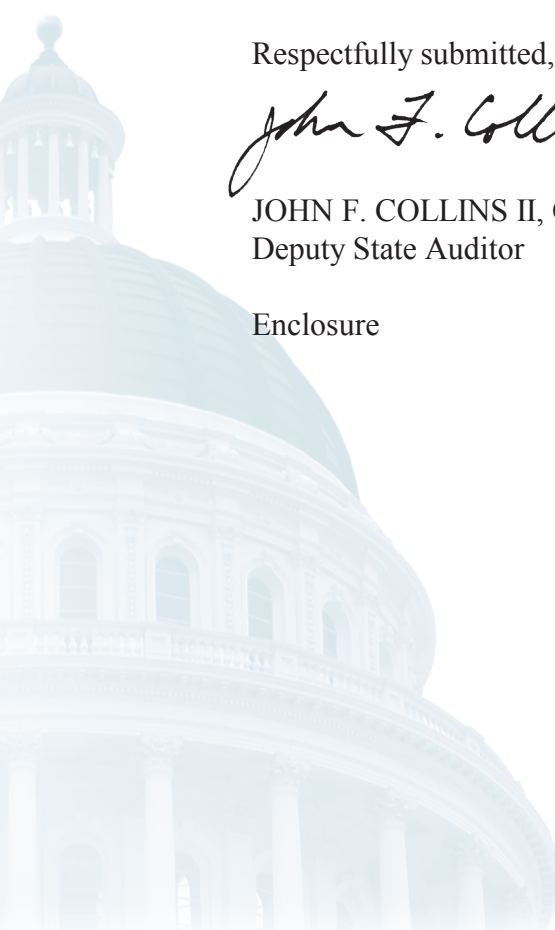 Respectfully submitted,
John F. Coll
JOHN F. COLLINS II, C
Deputy State Auditor
Enclosure